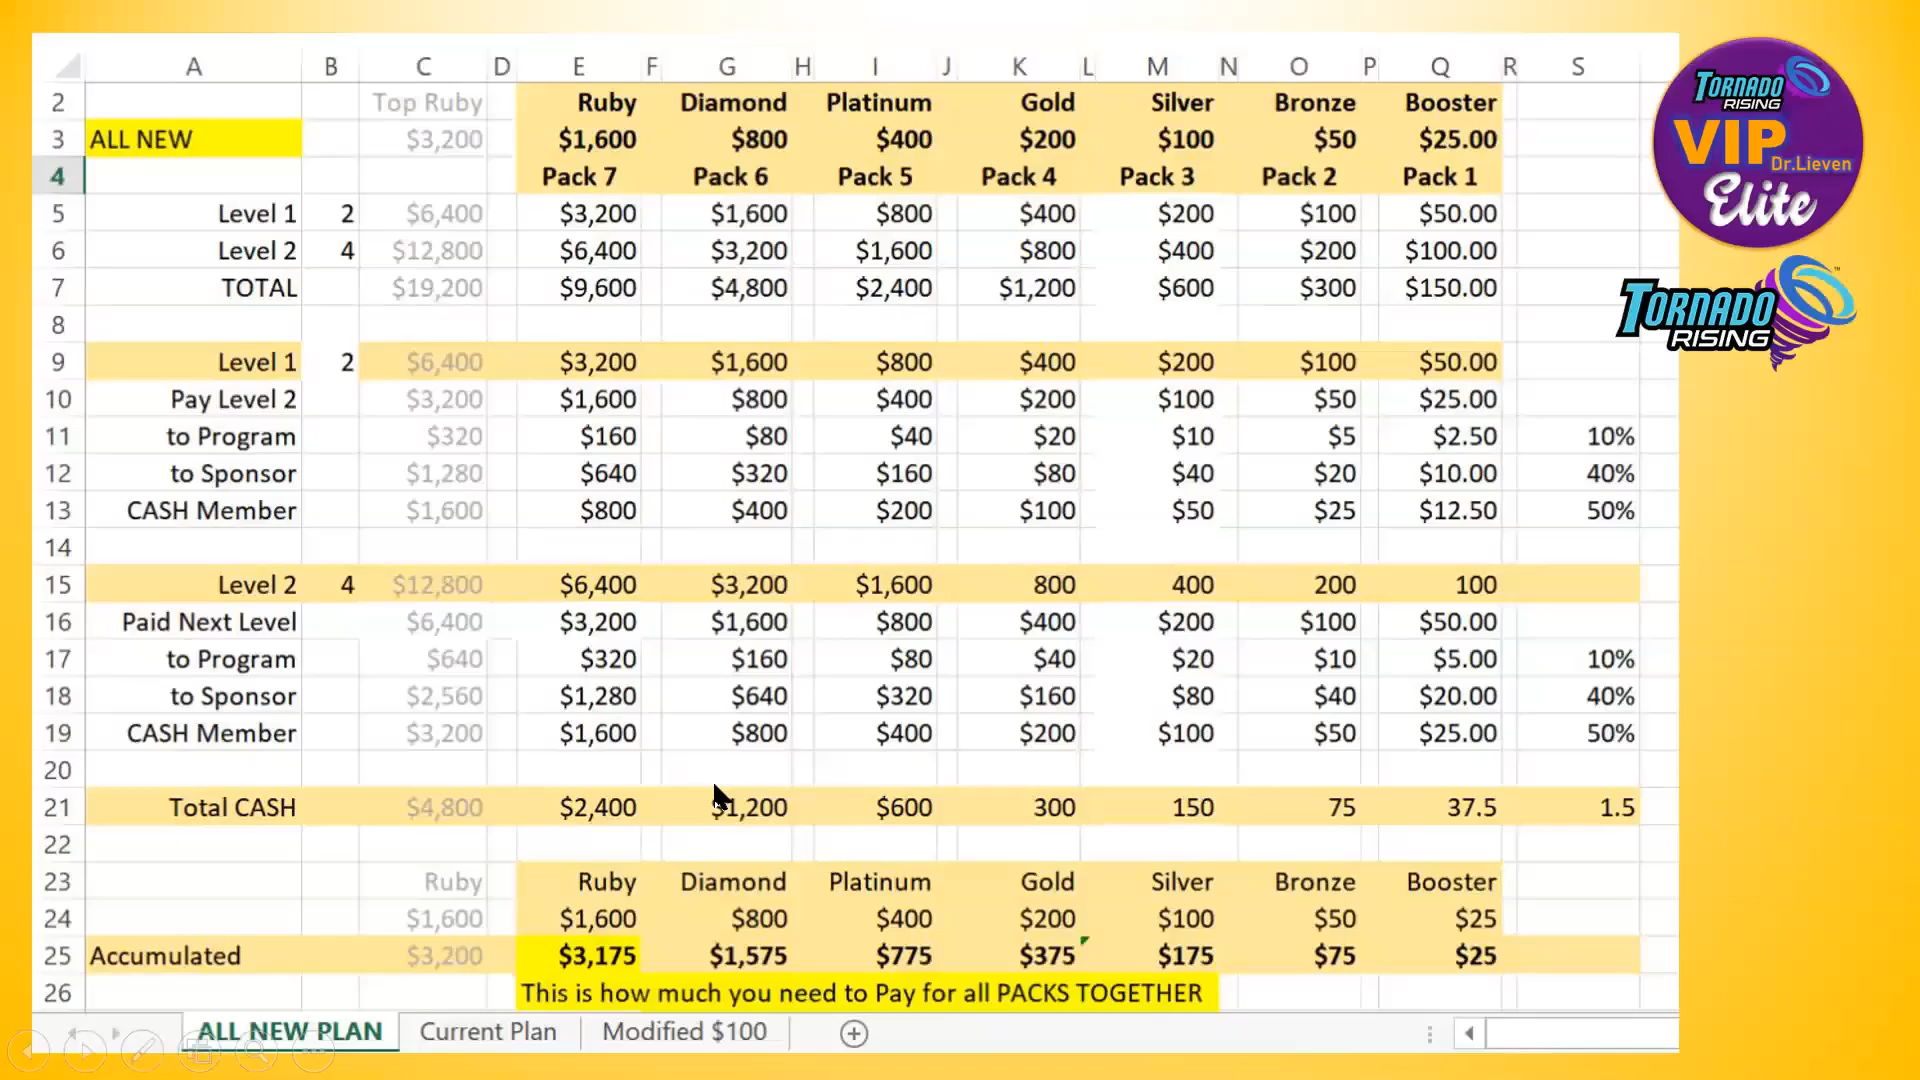 A B C D E F G H I J K L M N O P Q R S
2 Top Ruby Ruby Diamond Platinum Gold Silver Bronze Booster
3 ALL NEW $3,200 $1,600 $800 $400 $200 $100 $50 $25.00
4 Pack 7 Pack 6 Pack 5 Pack 4 Pack 3 Pack 2 Pack 1
5 Level 1 2 $6,400 $3,200 $1,600 $800 $400 $200 $100 $50.00
6 Level 2 4 $12,800 $6,400 $3,200 $1,600 $800 $400 $200 $100.00
7 TOTAL $19,200 $9,600 $4,800 $2,400 $1,200 $600 $300 $150.00
8
9 Level 1 2 $6,400 $3,200 $1,600 $800 $400 $200 $100 $50.00
10 Pay Level 2 $3,200 $1,600 $800 $400 $200 $100 $50 $25.00
11 to Program $320 $160 $80 $40 $20 $10 $5 $2.50 10%
12 to Sponsor $1,280 $640 $320 $160 $80 $40 $20 $10.00 40%
13 CASH Member $1,600 $800 $400 $200 $100 $50 $25 $12.50 50%
14
15 Level 2 4 $12,800 $6,400 $3,200 $1,600 800 400 200 100
16 Paid Next Level $6,400 $3,200 $1,600 $800 $400 $200 $100 $50.00
17 to Program $640 $320 $160 $80 $40 $20 $10 $5.00 10%
18 to Sponsor $2,560 $1,280 $640 $320 $160 $80 $40 $20.00 40%
19 CASH Member $3,200 $1,600 $800 $400 $200 $100 $50 $25.00 50%
20
21 Total CASH $4,800 $2,400 $1,200 $600 300 150 75 37.5 1.5
22
23 Ruby Ruby Diamond Platinum Gold Silver Bronze Booster
24 $1,600 $1,600 $800 $400 $200 $100 $50 $25
25 Accumulated $3,200 $3,175 $1,575 $775 $375 $175 $75 $25
26 This is how much you need to Pay for all PACKS TOGETHER
ALL NEW PLAN Current Plan Modified $100
TORNADO
RISING
VIP
Dr.Lieven
Elite
TORNADO
RISING
™